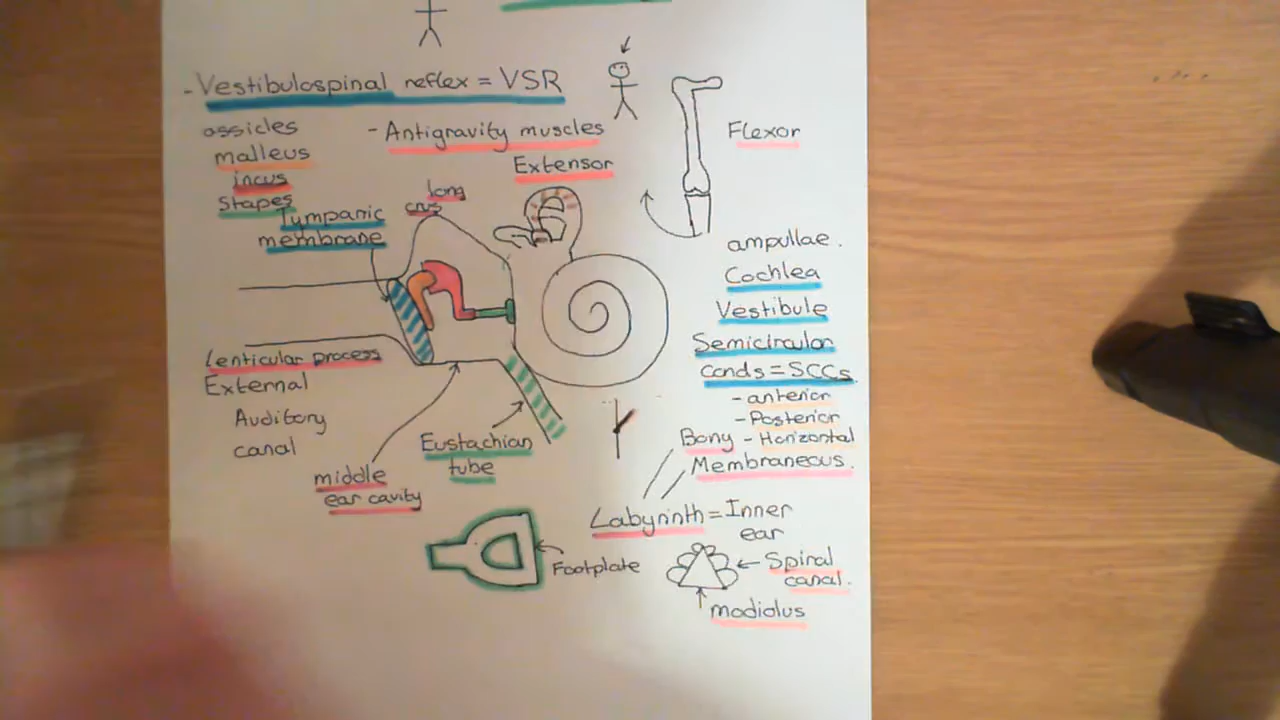 - Vestibulospinal reflex = VSR
ossicles
malleus
incus
Stapes
- Antigravity muscles
Extensor
Flexor
long
crus
Tympanic
membrane
ampullae.
Cochlea
Vestibule
Semicircular
canals = SCCs
- anterior
- Posterior
- Horizontal
Bony
Membraneous.
Lenticular process
External
Auditory
canal
Eustachian
tube
middle
ear cavity
Labyrinth = Inner
ear
Footplate
Spiral
canal.
modiolus